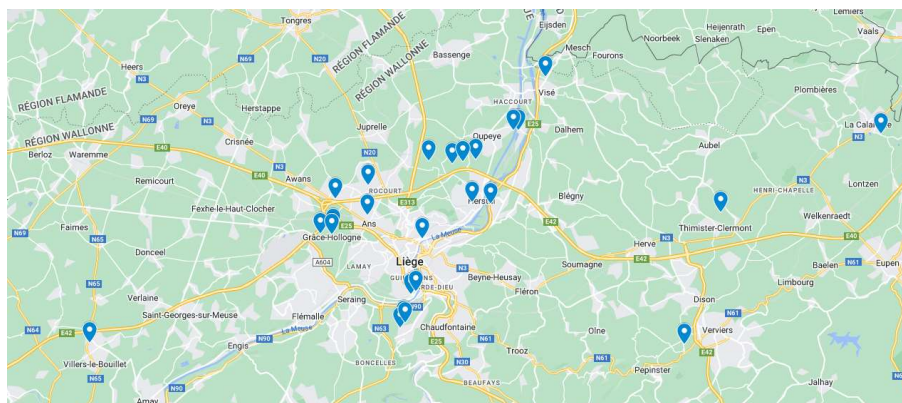 Tongres
Eijsden
Noorbeek
Heijenrath
Slenaken
Epen
Lemiers
Vaals
Mesch
Fourons
RÉGION FLAMANDE
RÉGION WALLONNE
N69
N20
Bassenge
Heers
N3
Visé
Plombières
RÉGION FLAMANDE
Oreye
Herstappe
HACCOURT
E25
Dalhem
N3
RÉGION WALLONNE
N69
N3
Juprelle
Oupeye
Aubel
Crisnée
Berloz
Waremme
E40
N20
Awans
E40
ROCOURT
Blégny
HENRI-CHAPELLE
Lontzen
Remicourt
Fexhe-le-Haut-Clocher
E313
E42
Welkenraedt
N69
Faimes
N65
Ans
E25
La Meuse
Thimister-Clermont
N3
E40
Donceel
Grâce-Hollogne
Herve
E42
A604
LAMAY
Liège
N3
Beyne-Heusay
Soumagne
Baelen
N61
Eupen
N65
Verlaine
Seraing
Fléron
Limbourg
Saint-Georges-sur-Meuse
Flémalle
Dison
N64
E42
La Meuse
N90
N63
Chaudfontaine
Olne
Verviers
Engis
E25
N61
Trooz
E42
N61
Villers-le-Bouillet
BONCELLES
N30
N61
Pepinster
N65
N90
BEAUFAYS
Jalhay
Amay